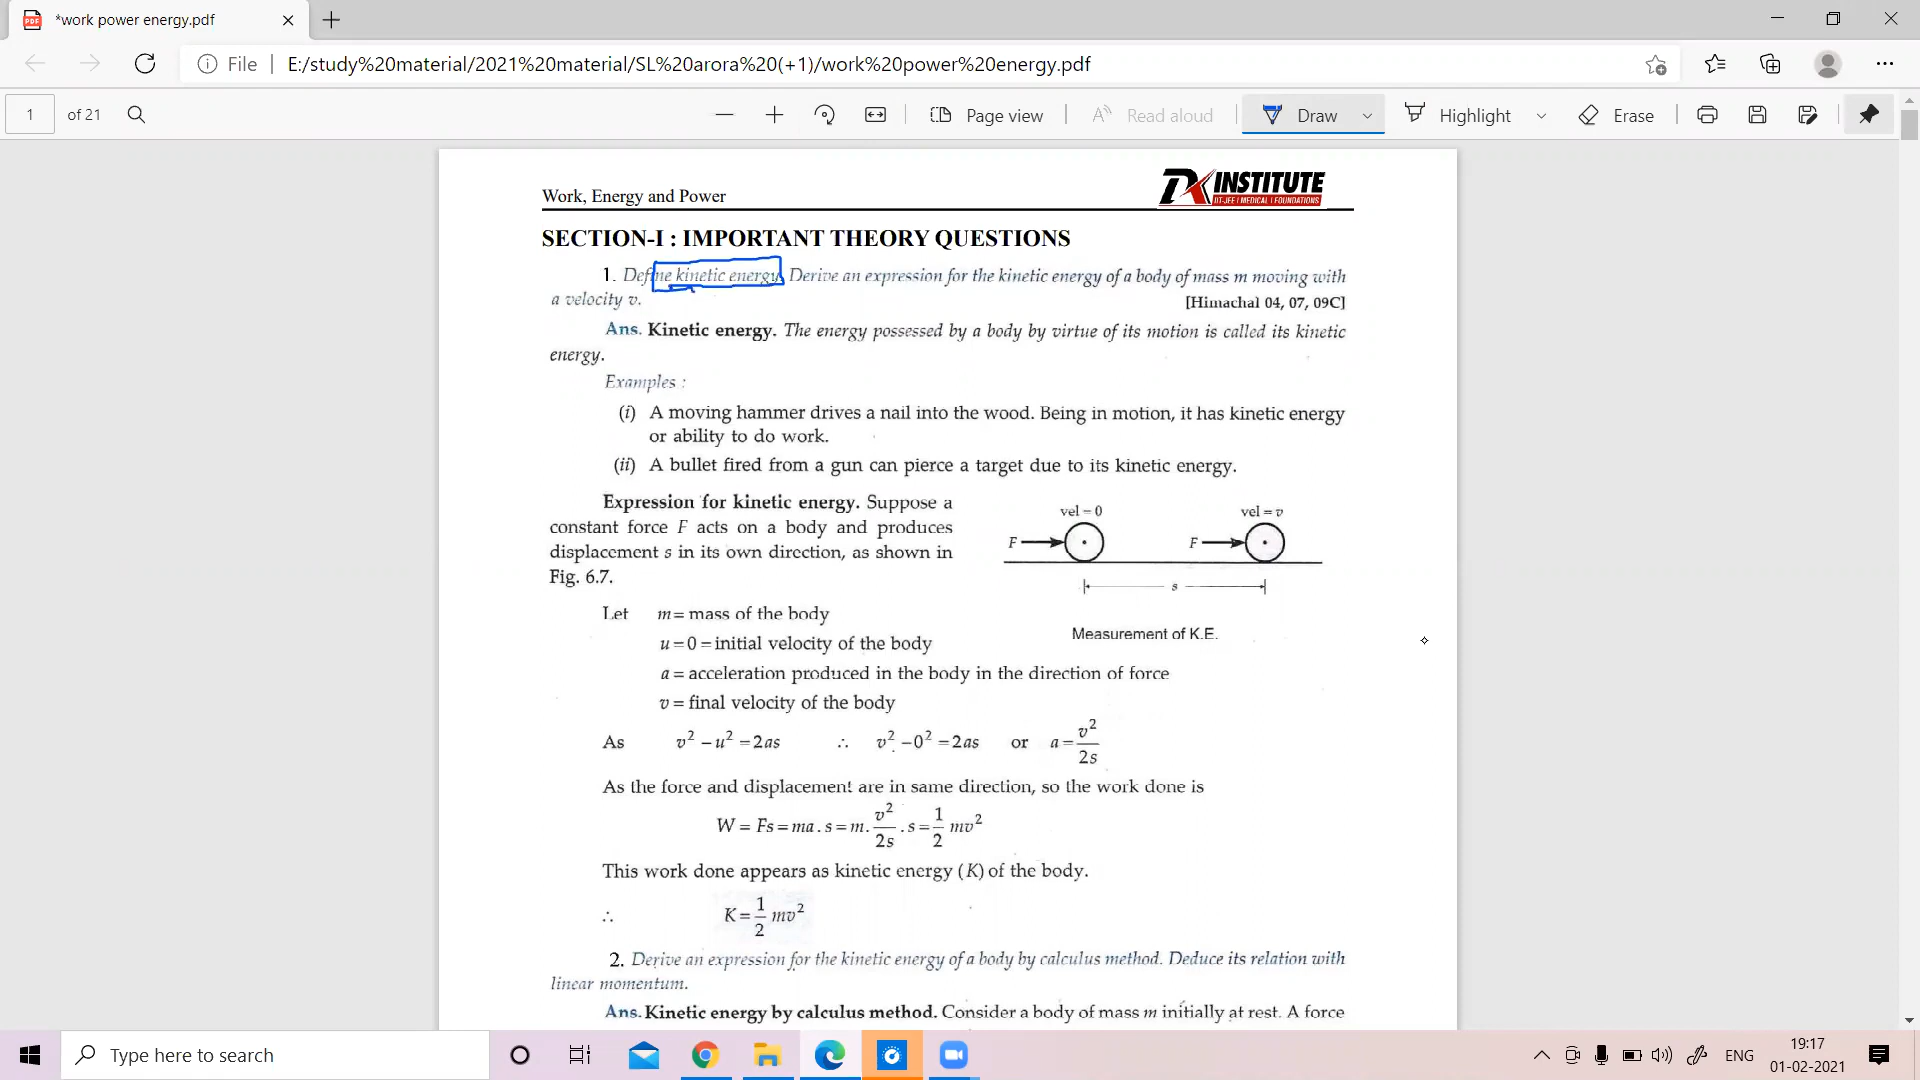 *work power energy.pdf
File | E:/study%20material/2021%20material/SL%20arora%20(+1)/work%20power%20energy.pdf
1 of 21 Page view Read aloud Draw Highlight Erase
Work, Energy and Power
PK INSTITUTE
IIT-JEE | MEDICAL | FOUNDATIONS
SECTION-I : IMPORTANT THEORY QUESTIONS
1. Define kinetic energy. Derive an expression for the kinetic energy of a body of mass m moving with
a velocity v. [Himachal 04, 07, 09C]
Ans. Kinetic energy. The energy possessed by a body by virtue of its motion is called its kinetic
energy.
Examples :
(i) A moving hammer drives a nail into the wood. Being in motion, it has kinetic energy
or ability to do work.
(ii) A bullet fired from a gun can pierce a target due to its kinetic energy.
Expression for kinetic energy. Suppose a
constant force F acts on a body and produces
displacement s in its own direction, as shown in
Fig. 6.7.
vel = 0 vel = v
F F
s
Measurement of K.E.
Let m = mass of the body
u = 0 = initial velocity of the body
a = acceleration produced in the body in the direction of force
v = final velocity of the body
As v² – u² = 2as ∴ v² – 0² = 2as or a = v²/2s
As the force and displacement are in same direction, so the work done is
W = Fs = ma . s = m . v²/2s . s = 1/2 mv²
This work done appears as kinetic energy (K) of the body.
∴ K = 1/2 mv²
2. Derive an expression for the kinetic energy of a body by calculus method. Deduce its relation with
linear momentum.
Ans. Kinetic energy by calculus method. Consider a body of mass m initially at rest. A force
Type here to search
ENG
19:17
01-02-2021